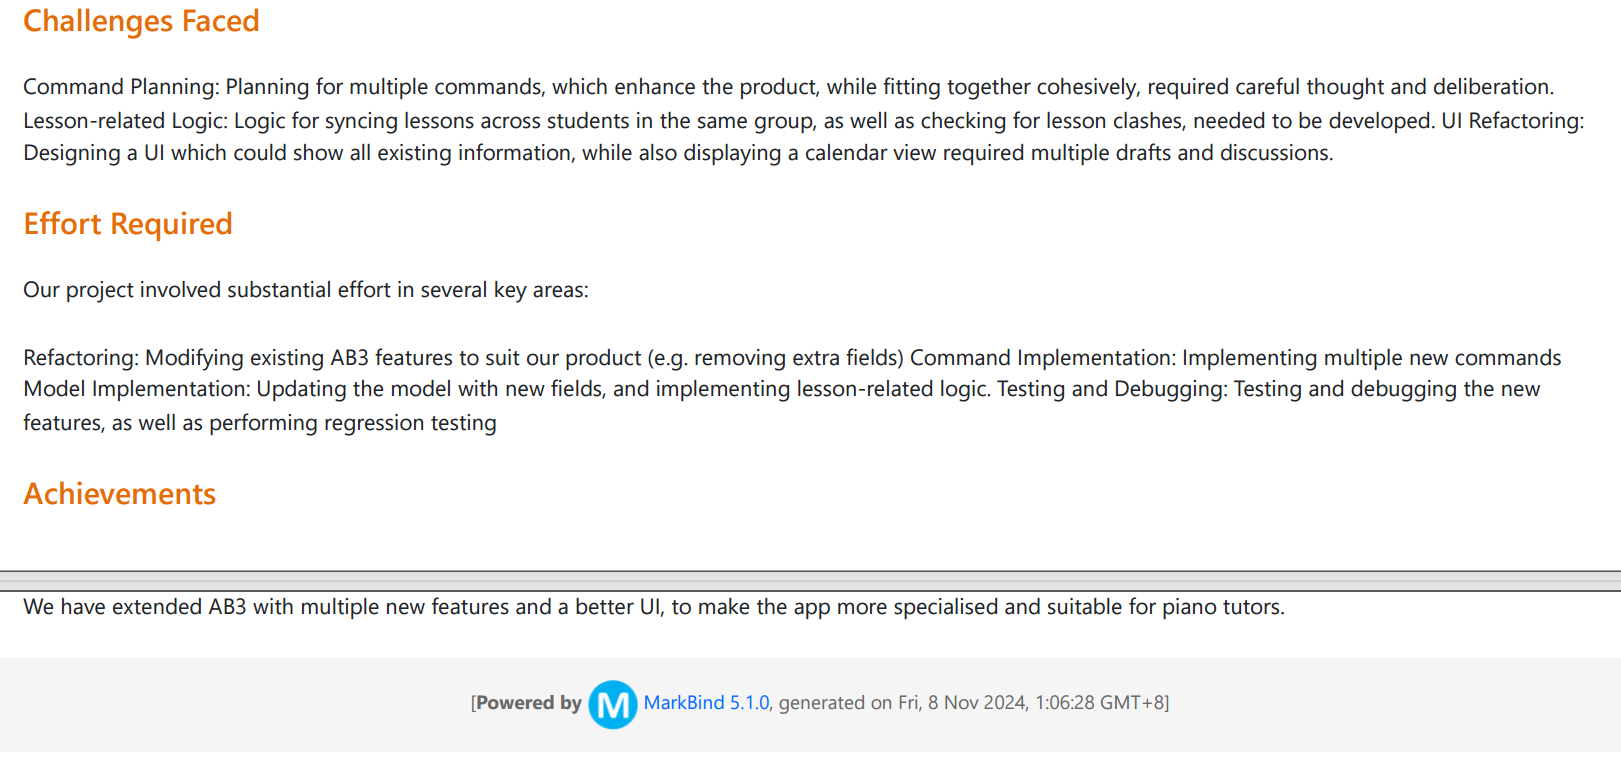 Challenges Faced
Command Planning: Planning for multiple commands, which enhance the product, while fitting together cohesively, required careful thought and deliberation.
Lesson-related Logic: Logic for syncing lessons across students in the same group, as well as checking for lesson clashes, needed to be developed. UI Refactoring:
Designing a UI which could show all existing information, while also displaying a calendar view required multiple drafts and discussions.
Effort Required
Our project involved substantial effort in several key areas:
Refactoring: Modifying existing AB3 features to suit our product (e.g. removing extra fields) Command Implementation: Implementing multiple new commands
Model Implementation: Updating the model with new fields, and implementing lesson-related logic. Testing and Debugging: Testing and debugging the new
features, as well as performing regression testing
Achievements
We have extended AB3 with multiple new features and a better UI, to make the app more specialised and suitable for piano tutors.
[Powered by M MarkBind 5.1.0, generated on Fri, 8 Nov 2024, 1:06:28 GMT+8]